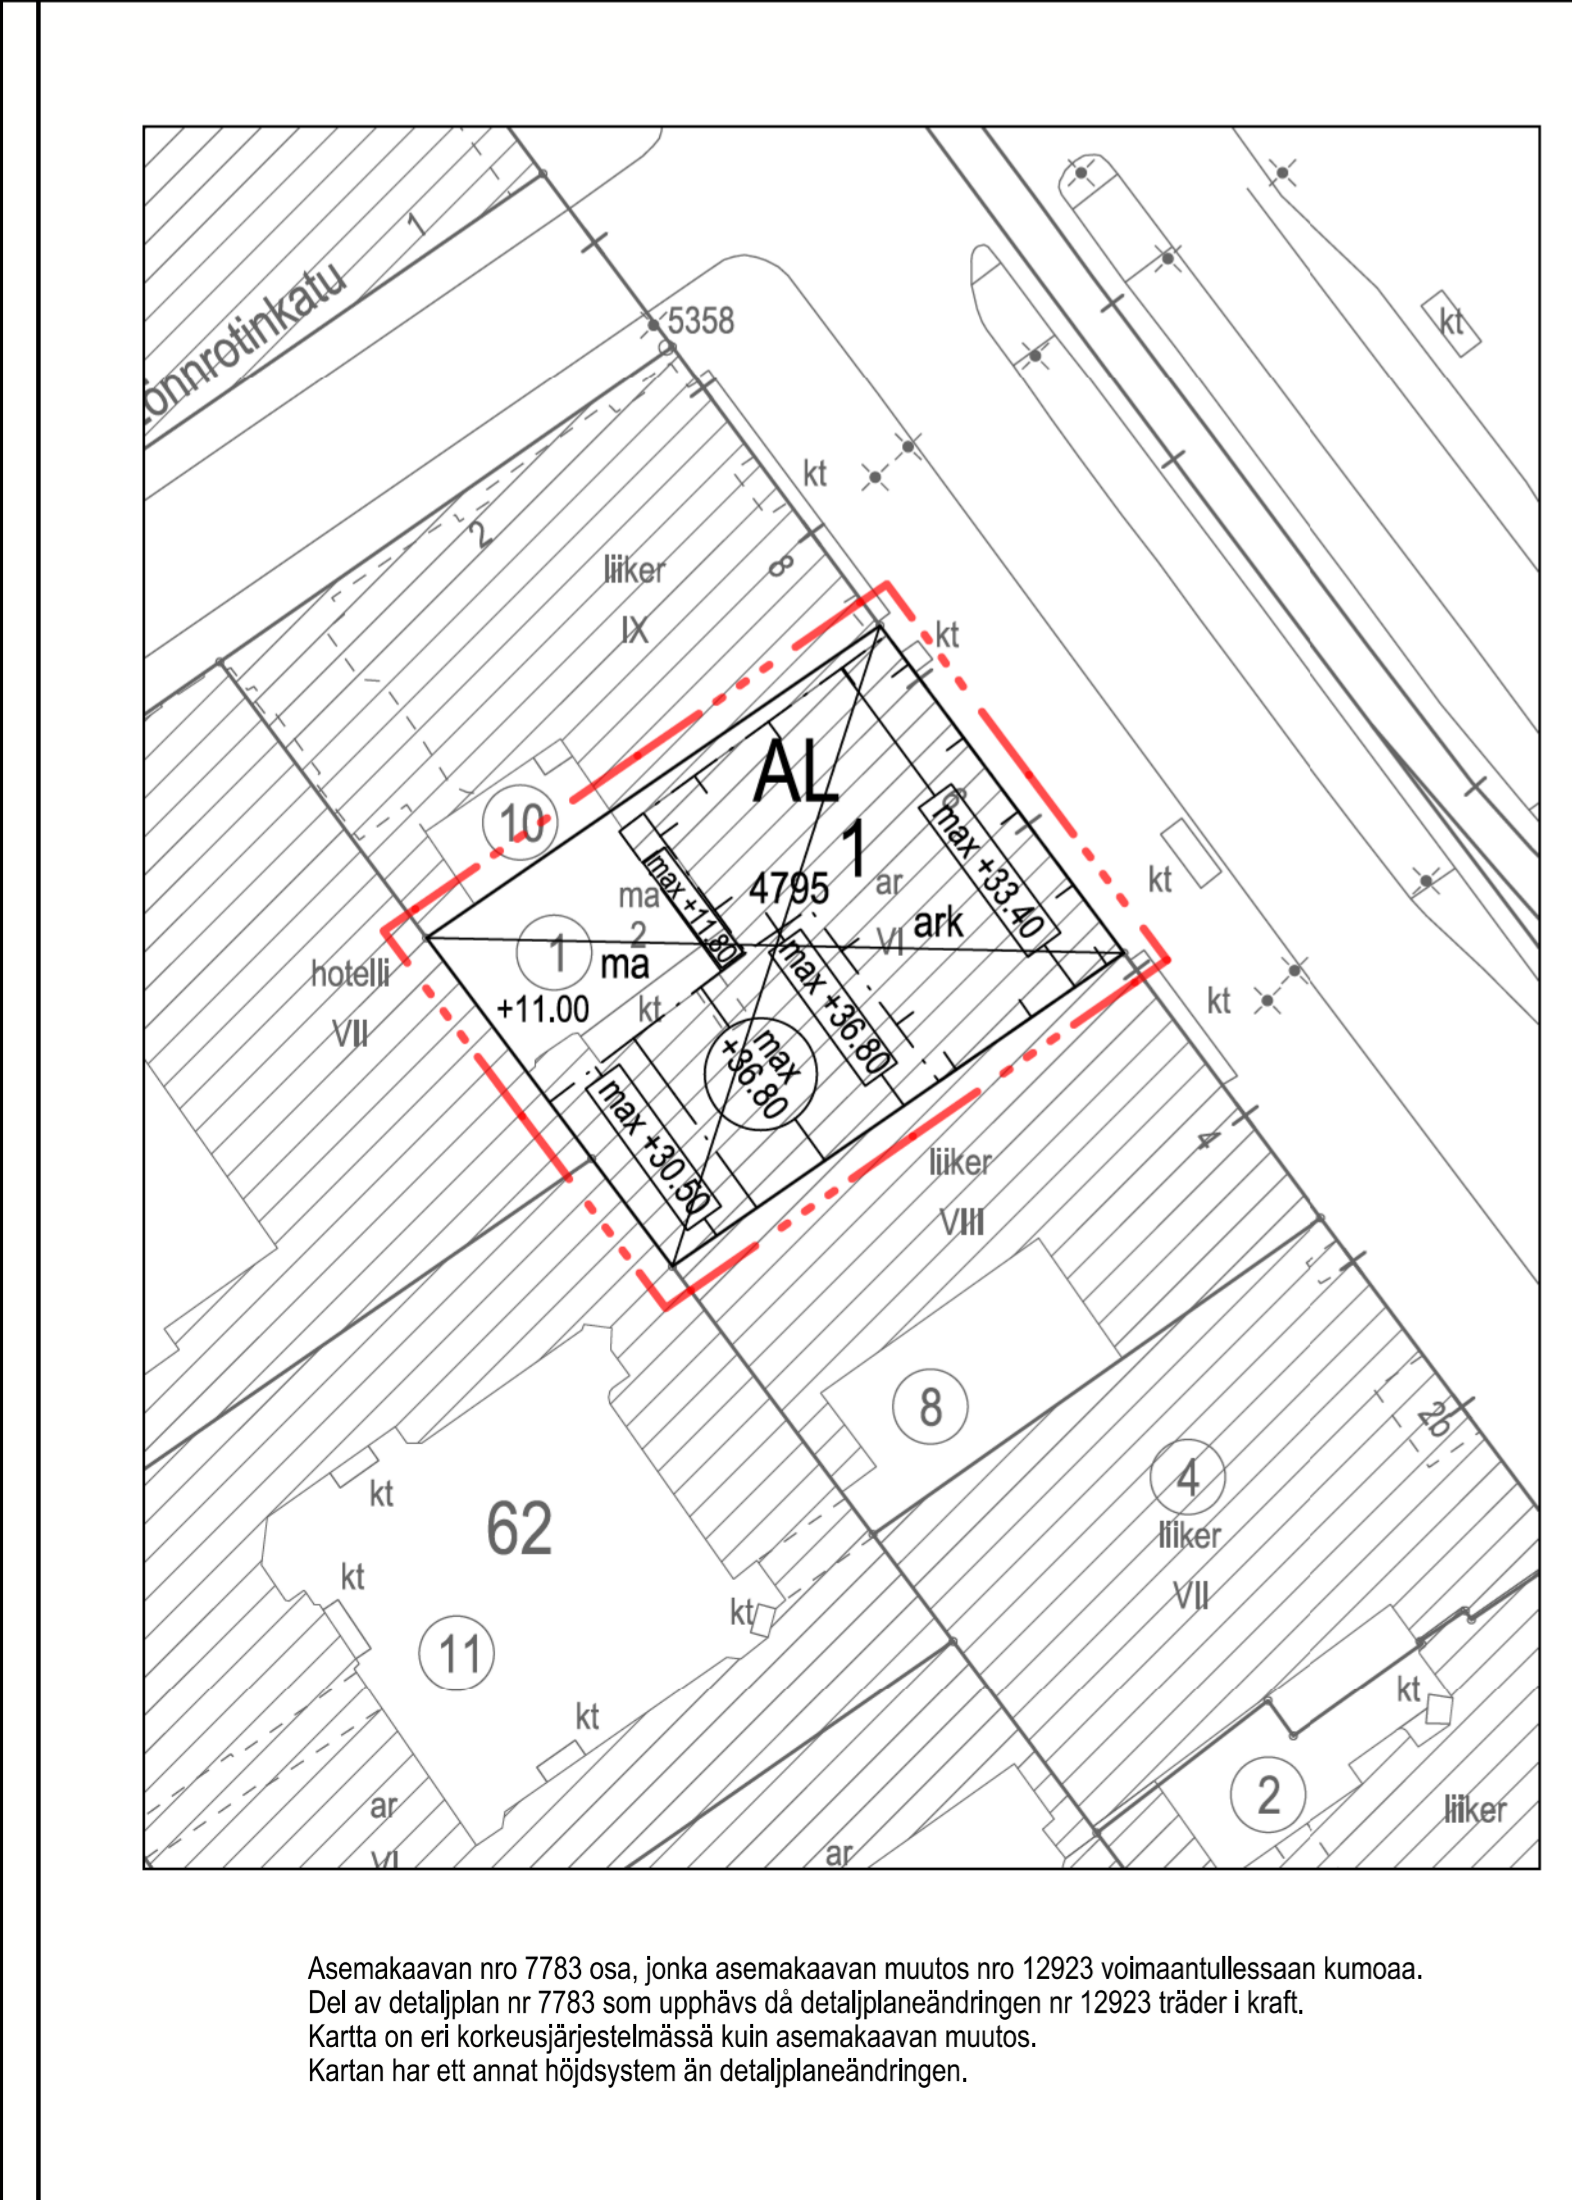 1
önnrotinkatu
5358
kt
kt
2
liiker
IX
8
kt
AL
1
10
6
max +33.40
kt
ma
2
max +11.80
4795
ar
VI
ark
1
ma
hotelli
VII
+11.00
kt
max +36.80
kt
max
+36.80
max +30.50
liiker
VIII
4
8
2b
4
liiker
VII
kt
62
kt
kt
11
kt
kt
2
ar
VI
ar
liiker
Asemakaavan nro 7783 osa, jonka asemakaavan muutos nro 12923 voimaantullessaan kumoaa.
Del av detaljplan nr 7783 som upphävs då detaljplaneändringen nr 12923 träder i kraft.
Kartta on eri korkeusjärjestelmässä kuin asemakaavan muutos.
Kartan har ett annat höjdsystem än detaljplaneändringen.